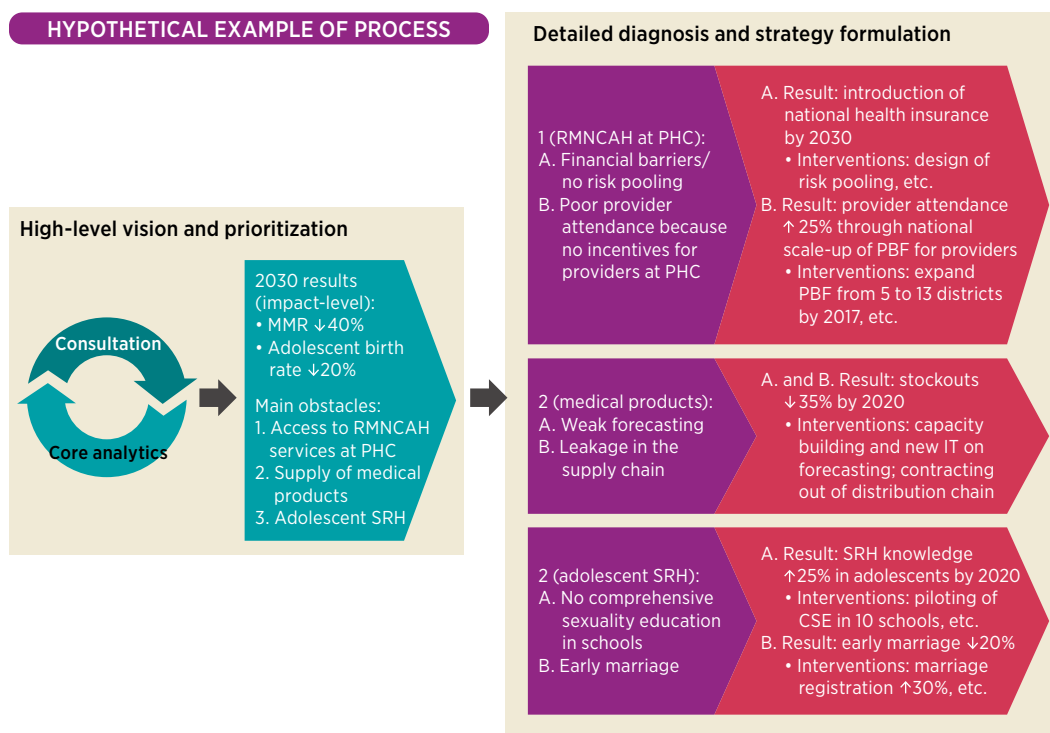 HYPOTHETICAL EXAMPLE OF PROCESS
High-level vision and prioritization
Consultation
Core analytics
2030 results
(impact-level):
• MMR ↓40%
• Adolescent birth
rate ↓20%
Main obstacles:
1. Access to RMNCAH
services at PHC
2. Supply of medical
products
3. Adolescent SRH
Detailed diagnosis and strategy formulation
1 (RMNCAH at PHC):
A. Financial barriers/
no risk pooling
B. Poor provider
attendance because
no incentives for
providers at PHC
A. Result: introduction of
national health insurance
by 2030
• Interventions: design of
risk pooling, etc.
B. Result: provider attendance
↑ 25% through national
scale-up of PBF for providers
• Interventions: expand
PBF from 5 to 13 districts
by 2017, etc.
2 (medical products):
A. Weak forecasting
B. Leakage in the
supply chain
A. and B. Result: stockouts
↓35% by 2020
• Interventions: capacity
building and new IT on
forecasting; contracting
out of distribution chain
2 (adolescent SRH):
A. No comprehensive
sexuality education
in schools
B. Early marriage
A. Result: SRH knowledge
↑25% in adolescents by 2020
• Interventions: piloting of
CSE in 10 schools, etc.
B. Result: early marriage ↓20%
• Interventions: marriage
registration ↑30%, etc.